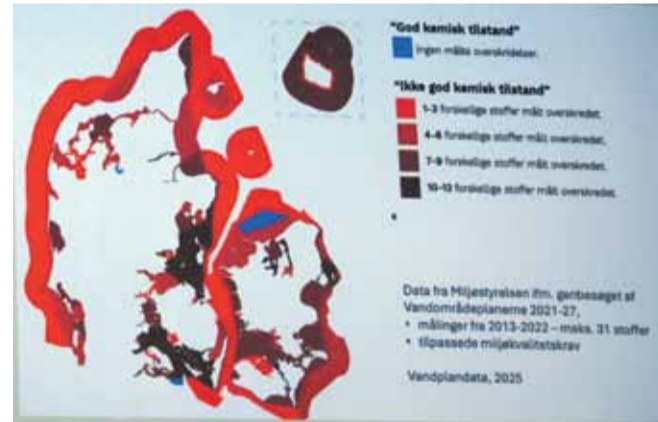 "God kemisk tilstand"
Ingen målte overskridelser.
"Ikke god kemisk tilstand"
1-3 forskellige stoffer målt overskredet.
4-6 forskellige stoffer målt overskredet.
7-9 forskellige stoffer målt overskredet.
10-12 forskellige stoffer målt overskredet.
Data fra Miljøstyrelsen ifm. genbesøget af
Vandområdeplanerne 2021-27,
• målinger fra 2013-2022 – maks. 31 stoffer
• tilpassede miljøkvalitetskrav
Vandplandata, 2025